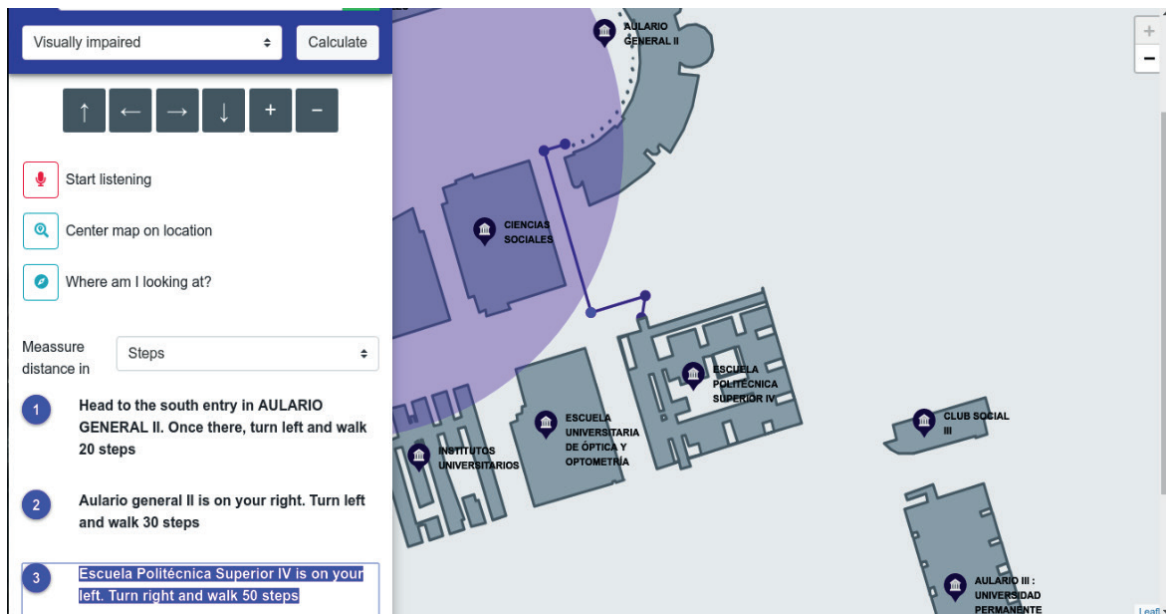 Visually impaired
Calculate
↑ ← → ↓ + −
Start listening
Center map on location
Where am I looking at?
Meassure
distance in
Steps
1
Head to the south entry in AULARIO
GENERAL II. Once there, turn left and walk
20 steps
2
Aulario general II is on your right. Turn left
and walk 30 steps
3
Escuela Politécnica Superior IV is on your
left. Turn right and walk 50 steps
AULARIO
GENERAL II
CIENCIAS
SOCIALES
ESCUELA
POLITÉCNICA
SUPERIOR IV
ESCUELA
UNIVERSITARIA
DE ÓPTICA Y
OPTOMETRÍA
INSTITUTOS
UNIVERSITARIOS
CLUB SOCIAL
III
AULARIO III :
UNIVERSIDAD
PERMANENTE
+
−